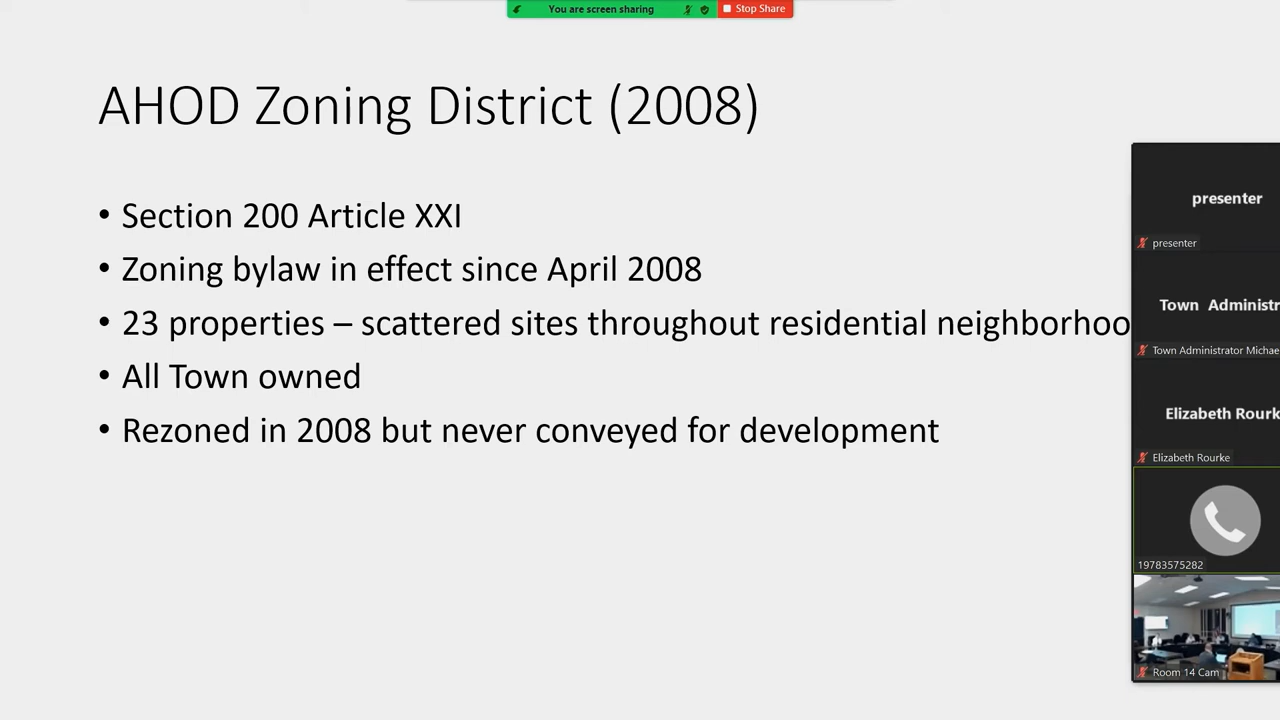 You are screen sharing
Stop Share
AHOD Zoning District (2008)
• Section 200 Article XXI
• Zoning bylaw in effect since April 2008
• 23 properties – scattered sites throughout residential neighborhoo
• All Town owned
• Rezoned in 2008 but never conveyed for development
presenter
presenter
Town Administr
Town Administrator Michae
Elizabeth Rourk
Elizabeth Rourke
19783575282
Room 14 Cam